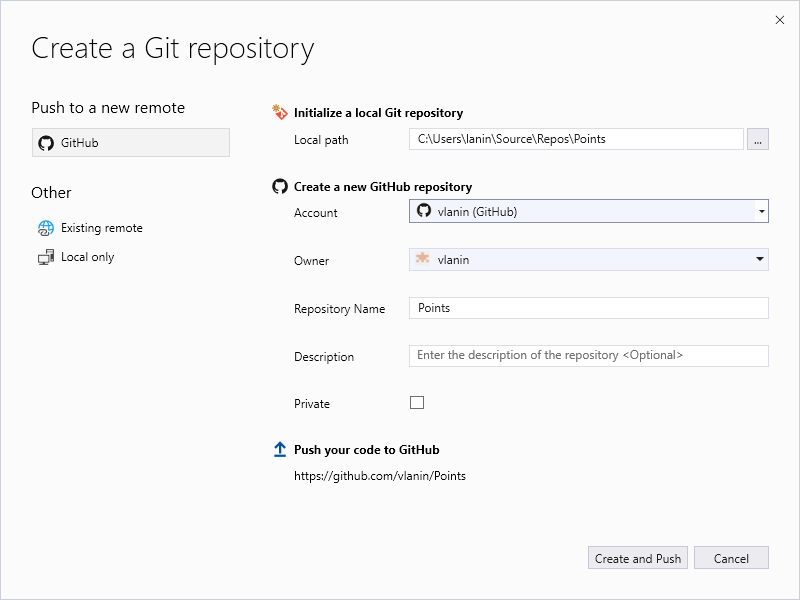 Create a Git repository
Push to a new remote
GitHub
Other
Existing remote
Local only
Initialize a local Git repository
Local path
C:\Users\lanin\Source\Repos\Points
...
Create a new GitHub repository
Account
vlanin (GitHub)
Owner
vlanin
Repository Name
Points
Description
Enter the description of the repository <Optional>
Private
Push your code to GitHub
https://github.com/vlanin/Points
Create and Push
Cancel